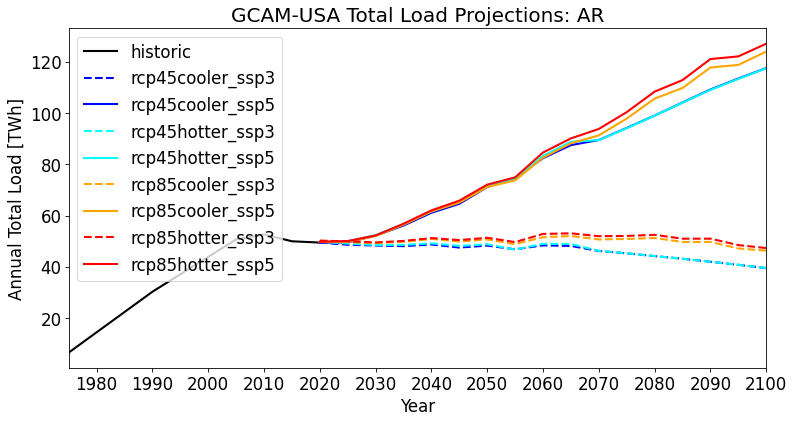 GCAM-USA Total Load Projections: AR
historic
rcp45cooler_ssp3
rcp45cooler_ssp5
rcp45hotter_ssp3
rcp45hotter_ssp5
rcp85cooler_ssp3
rcp85cooler_ssp5
rcp85hotter_ssp3
rcp85hotter_ssp5
Annual Total Load [TWh]
120
100
80
60
40
20
1980 1990 2000 2010 2020 2030 2040 2050 2060 2070 2080 2090 2100
Year